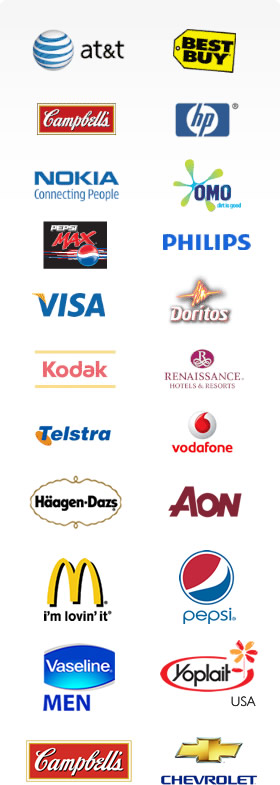 at&t
BEST
BUY
Campbell's
hp
NOKIA
Connecting People
OMO
dirt is good
PEPSI
MAX
PHILIPS
VISA
Doritos
Kodak
R
RENAISSANCE
HOTELS & RESORTS
Telstra
vodafone
Häagen-Dazs
AON
M
i'm lovin' it
pepsi
Vaseline
MEN
Yoplait
USA
Campbell's
CHEVROLET